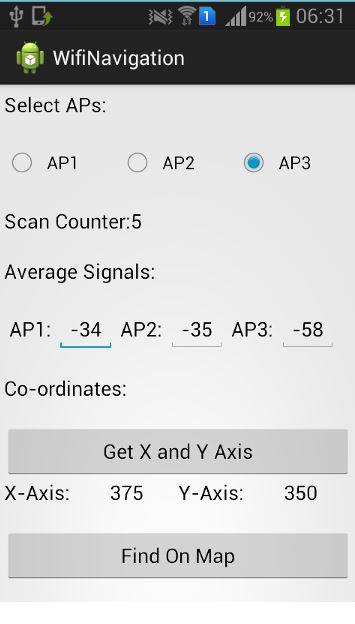 1 92% 06:31
WifiNavigation
Select APs:
AP1 AP2 AP3
Scan Counter:5
Average Signals:
AP1: -34 AP2: -35 AP3: -58
Co-ordinates:
Get X and Y Axis
X-Axis: 375 Y-Axis: 350
Find On Map